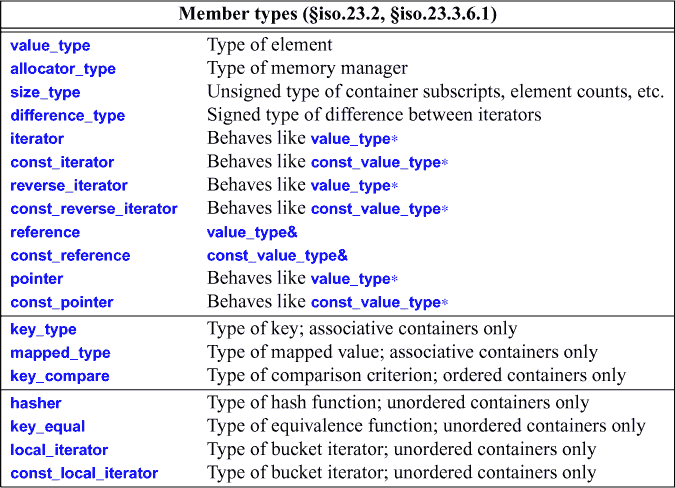 Member types (§iso.23.2, §iso.23.3.6.1)
value_type Type of element
allocator_type Type of memory manager
size_type Unsigned type of container subscripts, element counts, etc.
difference_type Signed type of difference between iterators
iterator Behaves like value_type∗
const_iterator Behaves like const_value_type∗
reverse_iterator Behaves like value_type∗
const_reverse_iterator Behaves like const_value_type∗
reference value_type&
const_reference const_value_type&
pointer Behaves like value_type∗
const_pointer Behaves like const_value_type∗
key_type Type of key; associative containers only
mapped_type Type of mapped value; associative containers only
key_compare Type of comparison criterion; ordered containers only
hasher Type of hash function; unordered containers only
key_equal Type of equivalence function; unordered containers only
local_iterator Type of bucket iterator; unordered containers only
const_local_iterator Type of bucket iterator; unordered containers only